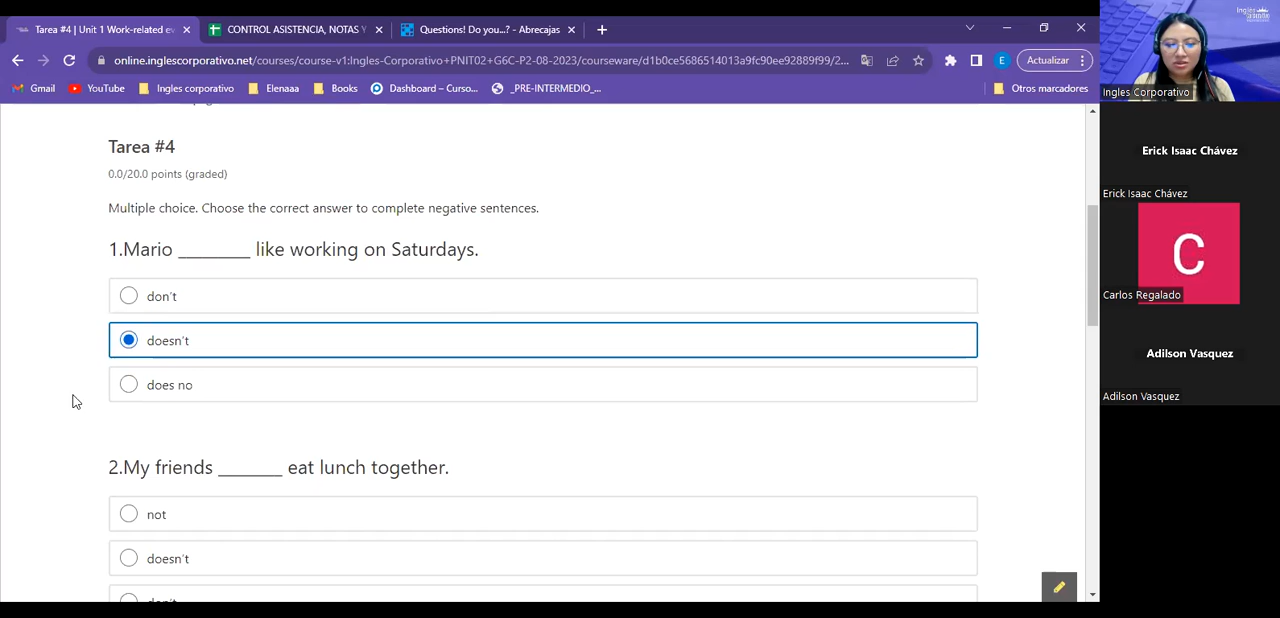 Tarea #4 | Unit 1 Work-related ev
CONTROL ASISTENCIA, NOTAS Y
Questions! Do you...? - Abrecajas
online.inglescorporativo.net/courses/course-v1:Ingles-Corporativo+PNIT02+G6C-P2-08-2023/courseware/d1b0ce5686514013a9fc90ee92889f99/2...
E
Actualizar
Gmail
YouTube
Ingles corporativo
Elenaaa
Books
Dashboard – Curso...
_PRE-INTERMEDIO_...
Otros marcadores
Tarea #4
0.0/20.0 points (graded)
Multiple choice. Choose the correct answer to complete negative sentences.
1.Mario ________ like working on Saturdays.
don't
doesn't
does no
2.My friends _______ eat lunch together.
not
doesn't
don't
Ingles Corporativo
Erick Isaac Chávez
Erick Isaac Chávez
C
Carlos Regalado
Adilson Vasquez
Adilson Vasquez